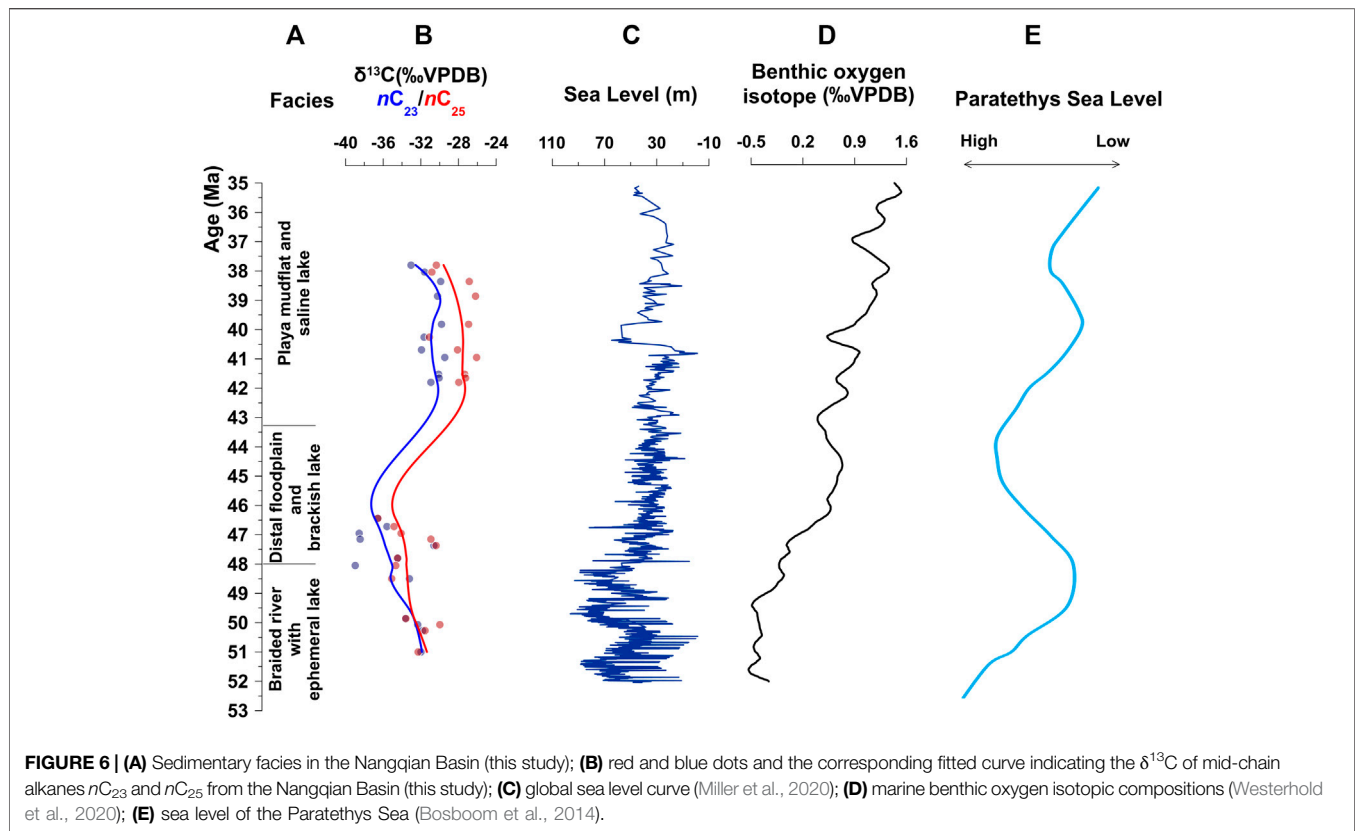 A B C D E
Facies
δ¹³C(‰VPDB)
nC₂₃/nC₂₅
Sea Level (m)
Benthic oxygen
isotope (‰VPDB)
Paratethys Sea Level
-40 -36 -32 -28 -24
110 70 30 -10
-0.5 0.2 0.9 1.6
High Low
Age (Ma)
35
36
37
38
39
40
41
42
43
44
45
46
47
48
49
50
51
52
53
Playa mudflat and
saline lake
Distal floodplain
and
brackish lake
Braided river
with
ephemeral lake
FIGURE 6 | (A) Sedimentary facies in the Nangqian Basin (this study); (B) red and blue dots and the corresponding fitted curve indicating the δ¹³C of mid-chain
alkanes nC₂₃ and nC₂₅ from the Nangqian Basin (this study); (C) global sea level curve (Miller et al., 2020); (D) marine benthic oxygen isotopic compositions (Westerhold
et al., 2020); (E) sea level of the Paratethys Sea (Bosboom et al., 2014).